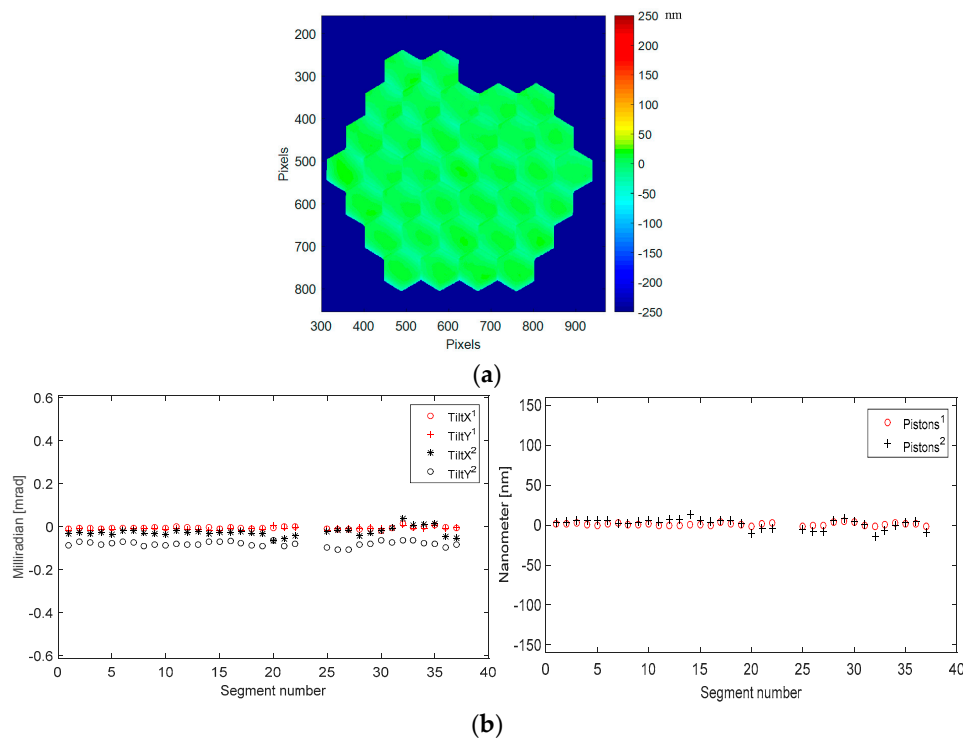 250 nm
200
200
150
300
100
400
50
500
0
600
-50
-100
700
-150
800
-200
-250
Pixels
300 400 500 600 700 800 900
Pixels
(a)
0.6
0.4
0.2
0
-0.2
-0.4
-0.6
Milliradian [mrad]
TiltX1
TiltY1
TiltX2
TiltY2
0 5 10 15 20 25 30 35 40
Segment number
150
100
50
0
-50
-100
-150
Nanometer [nm]
Pistons1
Pistons2
0 5 10 15 20 25 30 35 40
Segment number
(b)